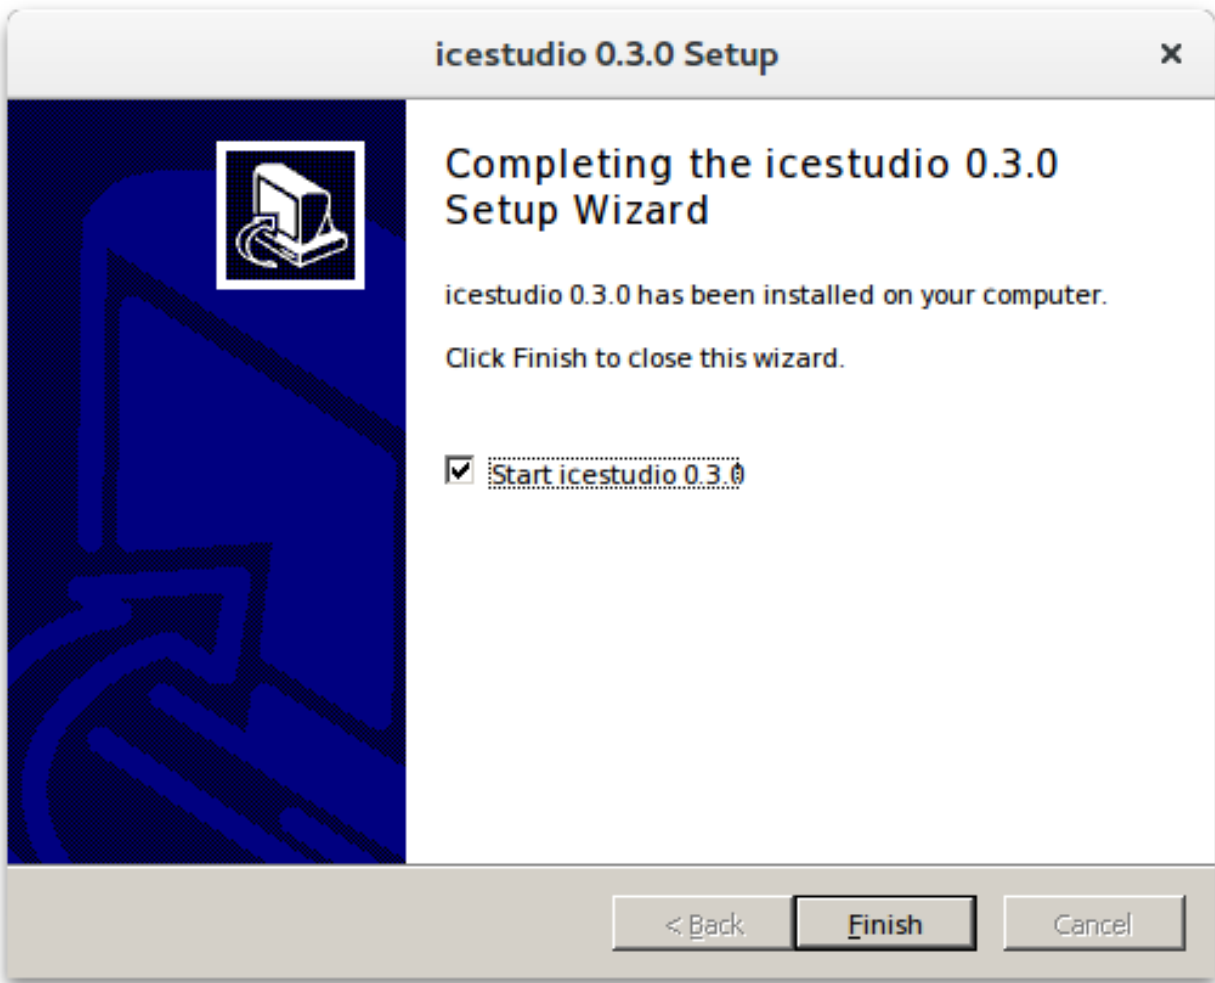 icestudio 0.3.0 Setup
Completing the icestudio 0.3.0
Setup Wizard
icestudio 0.3.0 has been installed on your computer.
Click Finish to close this wizard.
Start icestudio 0.3.0
< Back
Finish
Cancel